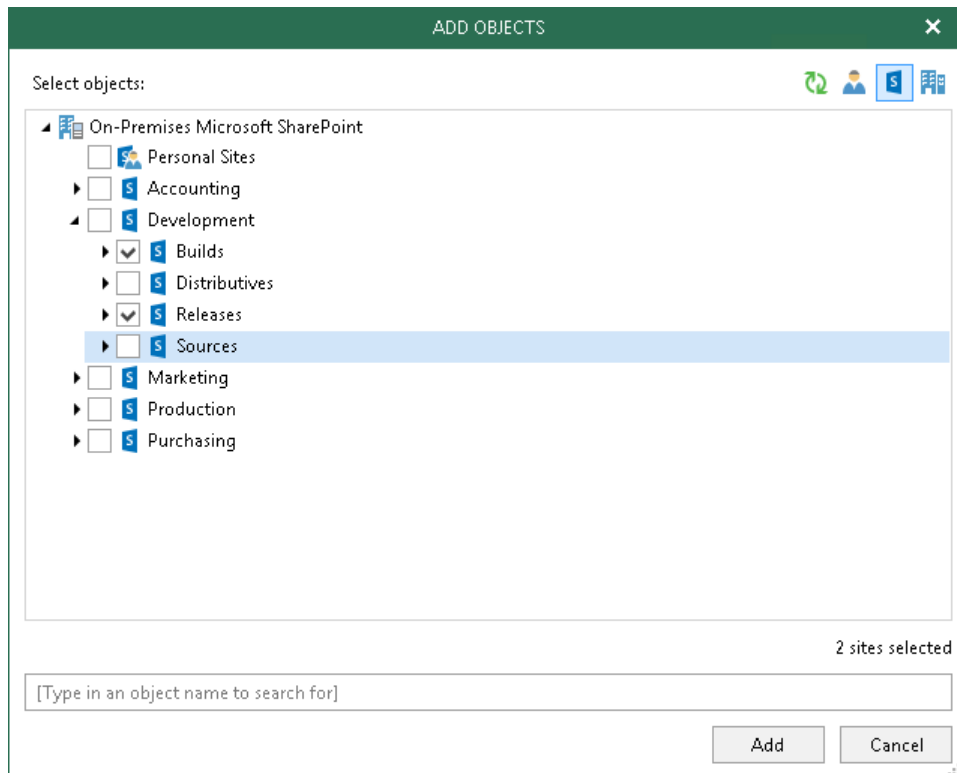 ADD OBJECTS
Select objects:
On-Premises Microsoft SharePoint
Personal Sites
Accounting
Development
Builds
Distributives
Releases
Sources
Marketing
Production
Purchasing
2 sites selected
[Type in an object name to search for]
Add Cancel